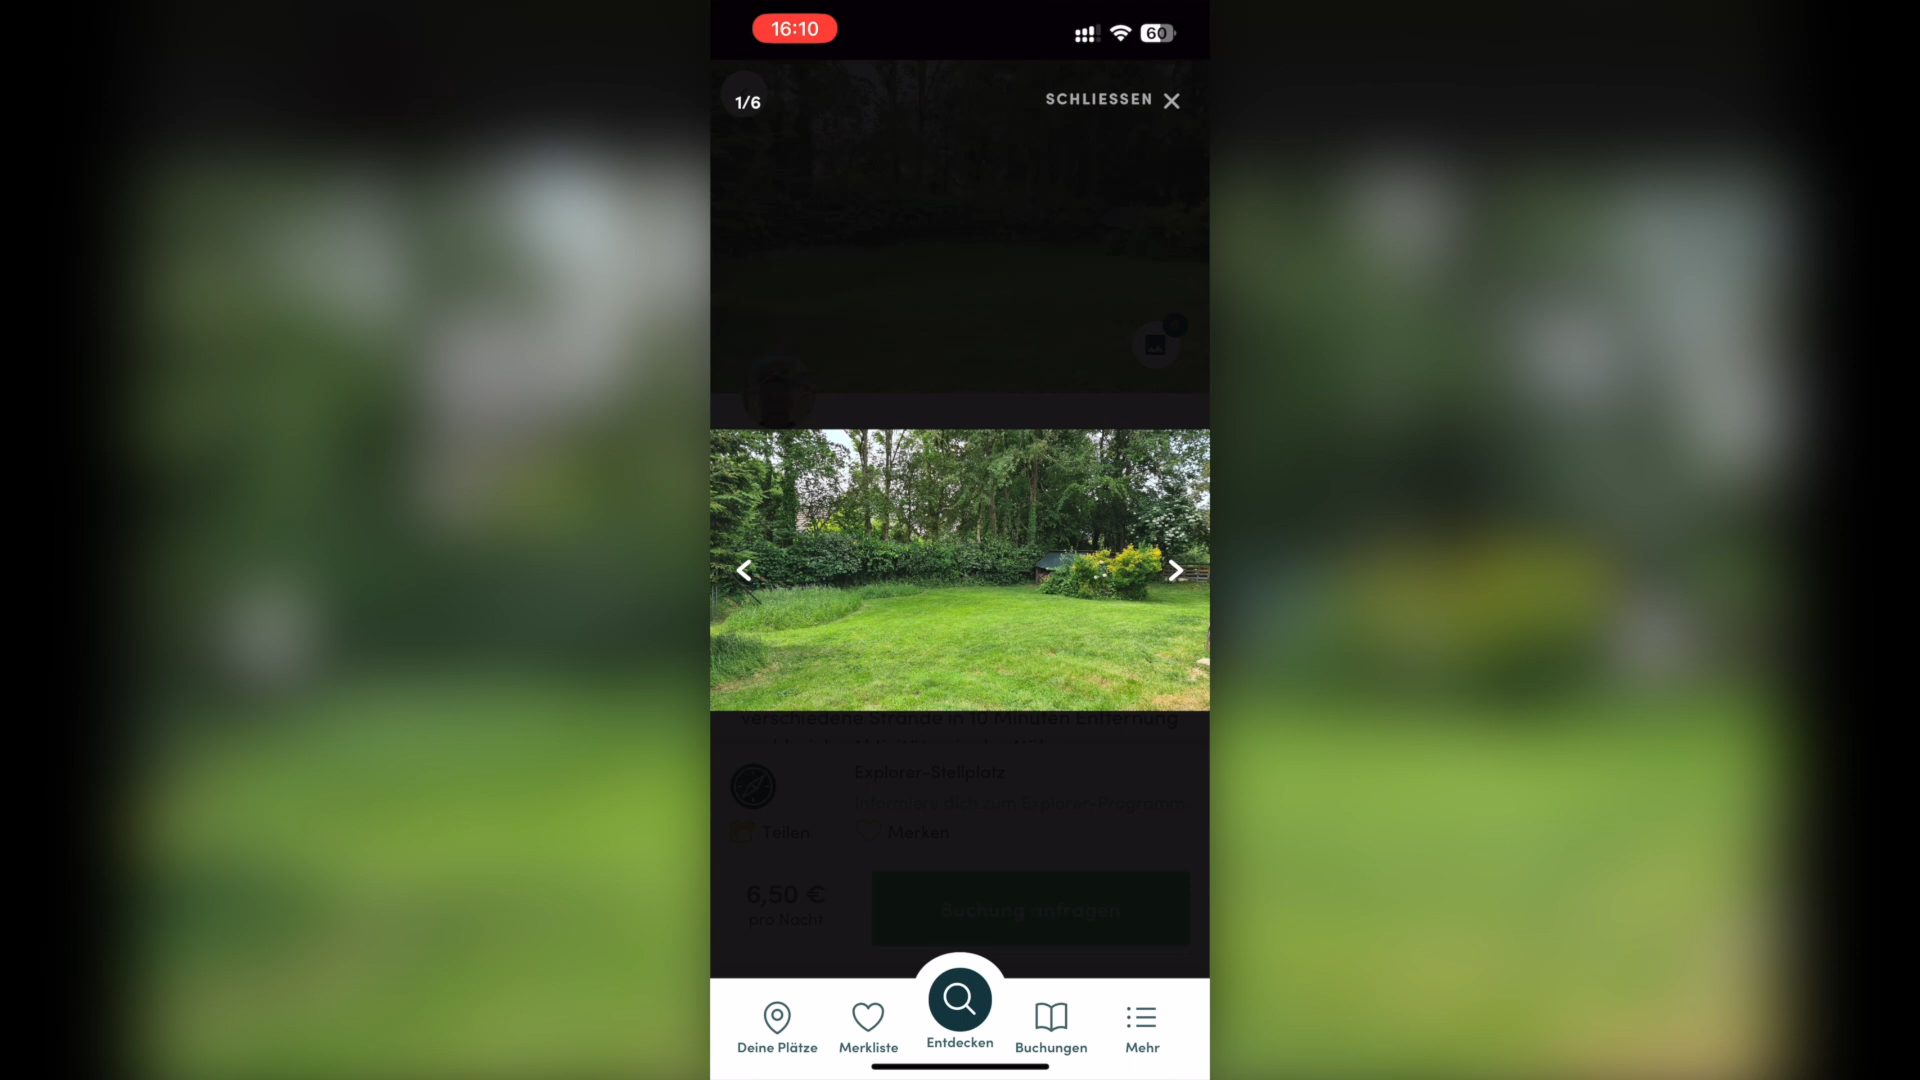 16:10
60
1/6
SCHLIESSEN
verschiedene Strände in 10 Minuten Entfernung
Explorer-Stellplatz
Informiere dich zum Explorer-Programm
Teilen
Merken
6,50 €
pro Nacht
Buchung anfragen
Deine Plätze
Merkliste
Entdecken
Buchungen
Mehr